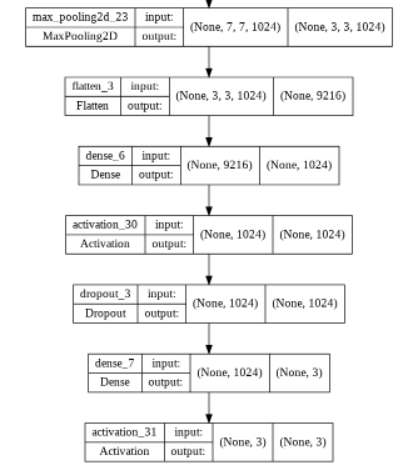 max_pooling2d_23 input: (None, 7, 7, 1024) (None, 3, 3, 1024)
MaxPooling2D output:
flatten_3 input: (None, 3, 3, 1024) (None, 9216)
Flatten output:
dense_6 input: (None, 9216) (None, 1024)
Dense output:
activation_30 input: (None, 1024) (None, 1024)
Activation output:
dropout_3 input: (None, 1024) (None, 1024)
Dropout output:
dense_7 input: (None, 1024) (None, 3)
Dense output:
activation_31 input: (None, 3) (None, 3)
Activation output: